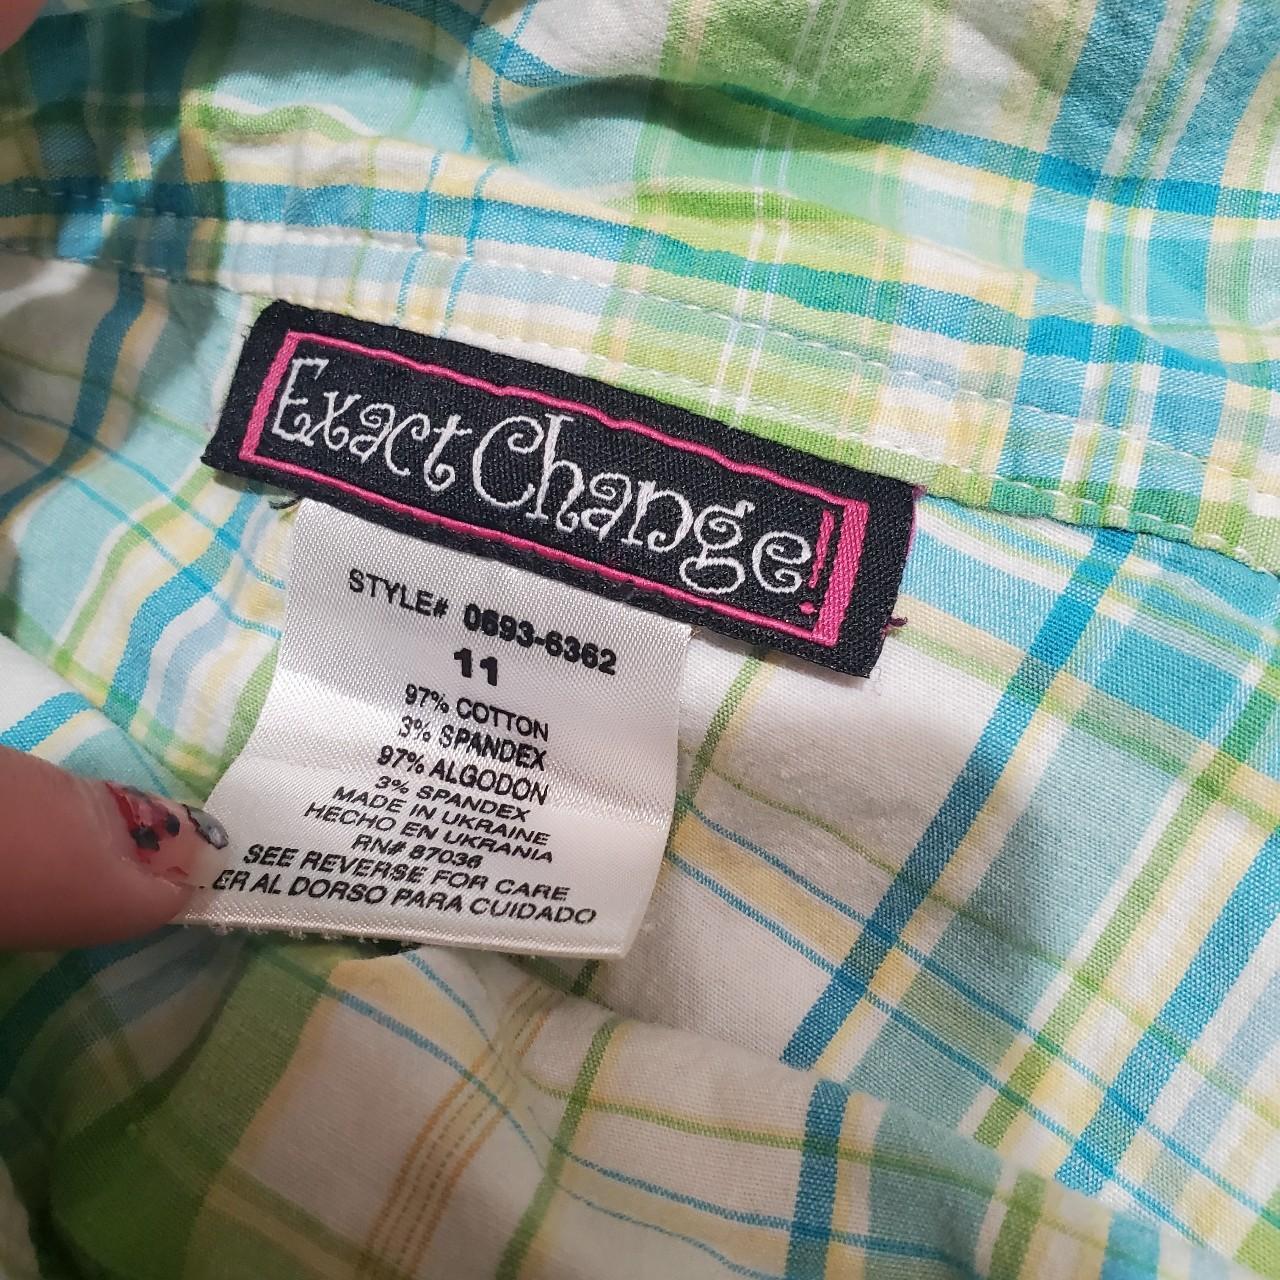 Exact Change!
STYLE# 0693-6362
11
97% COTTON
3% SPANDEX
97% ALGODON
3% SPANDEX
MADE IN UKRAINE
HECHO EN UKRANIA
RN# 87036
SEE REVERSE FOR CARE
ER AL DORSO PARA CUIDADO